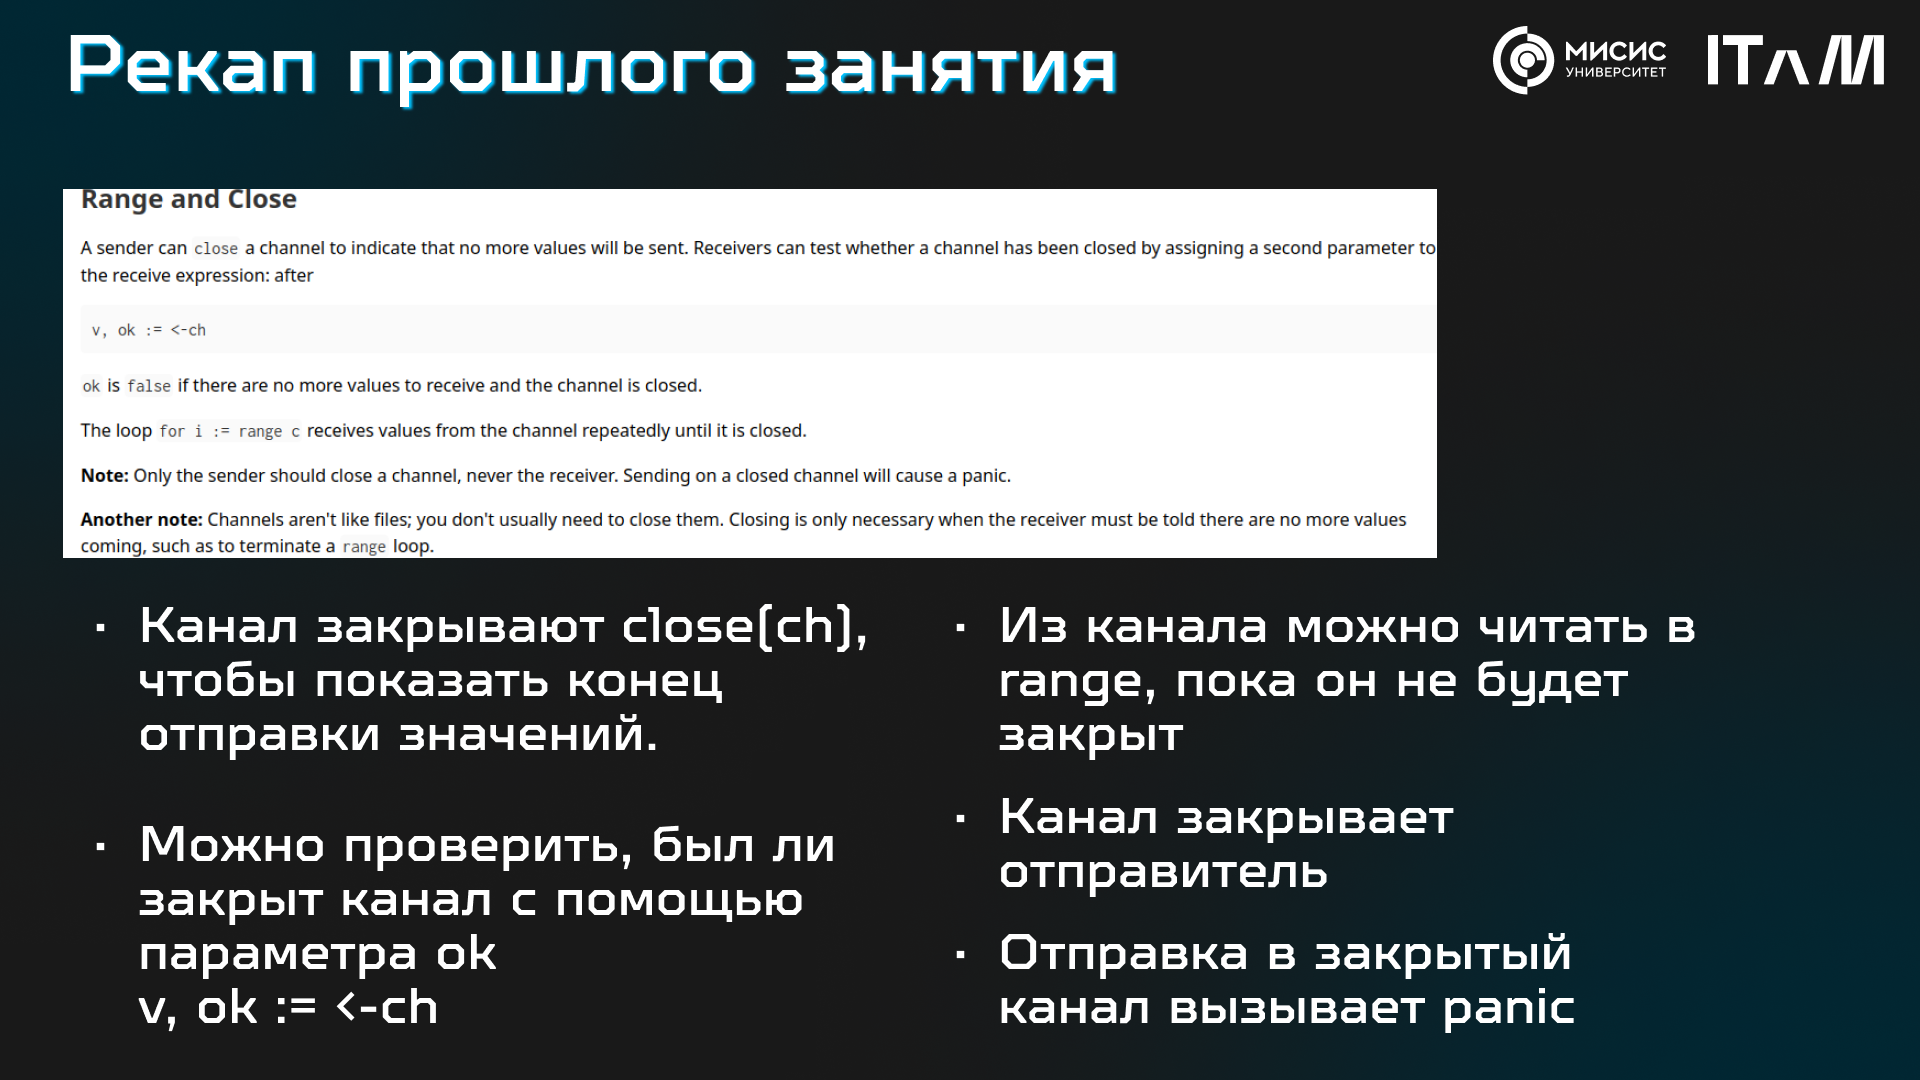 Рекап прошлого занятия
МИСИС
УНИВЕРСИТЕТ
ITAM
Range and Close
A sender can close a channel to indicate that no more values will be sent. Receivers can test whether a channel has been closed by assigning a second parameter to
the receive expression: after
v, ok := <-ch
ok is false if there are no more values to receive and the channel is closed.
The loop for i := range c receives values from the channel repeatedly until it is closed.
Note: Only the sender should close a channel, never the receiver. Sending on a closed channel will cause a panic.
Another note: Channels aren't like files; you don't usually need to close them. Closing is only necessary when the receiver must be told there are no more values
coming, such as to terminate a range loop.
▪ Канал закрывают close(ch),
чтобы показать конец
отправки значений.
▪ Можно проверить, был ли
закрыт канал с помощью
параметра ok
v, ok := <-ch
▪ Из канала можно читать в
range, пока он не будет
закрыт
▪ Канал закрывает
отправитель
▪ Отправка в закрытый
канал вызывает panic